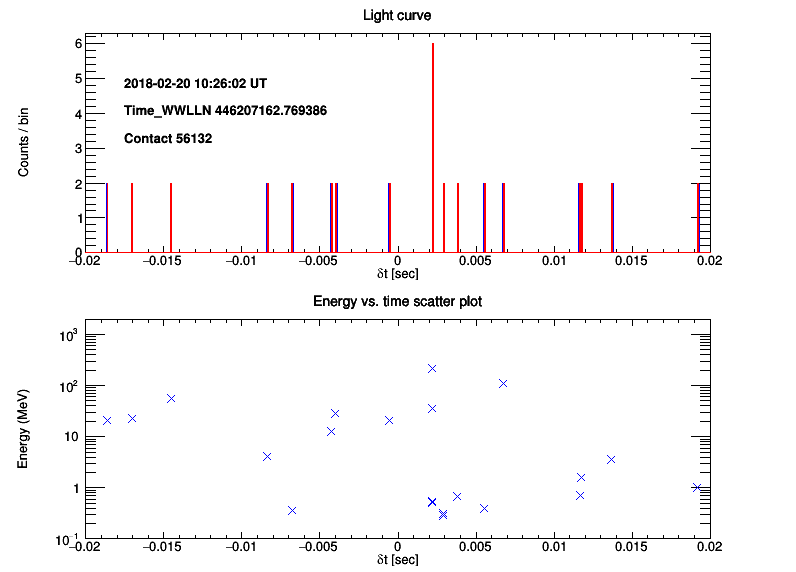 Light curve
Counts / bin
6
5
4
3
2
1
0
2018-02-20 10:26:02 UT
Time_WWLLN 446207162.769386
Contact 56132
−0.02 −0.015 −0.01 −0.005 0 0.005 0.01 0.015 0.02
δt [sec]
Energy vs. time scatter plot
Energy (MeV)
10³
10²
10
1
10⁻¹
−0.02 −0.015 −0.01 −0.005 0 0.005 0.01 0.015 0.02
δt [sec]